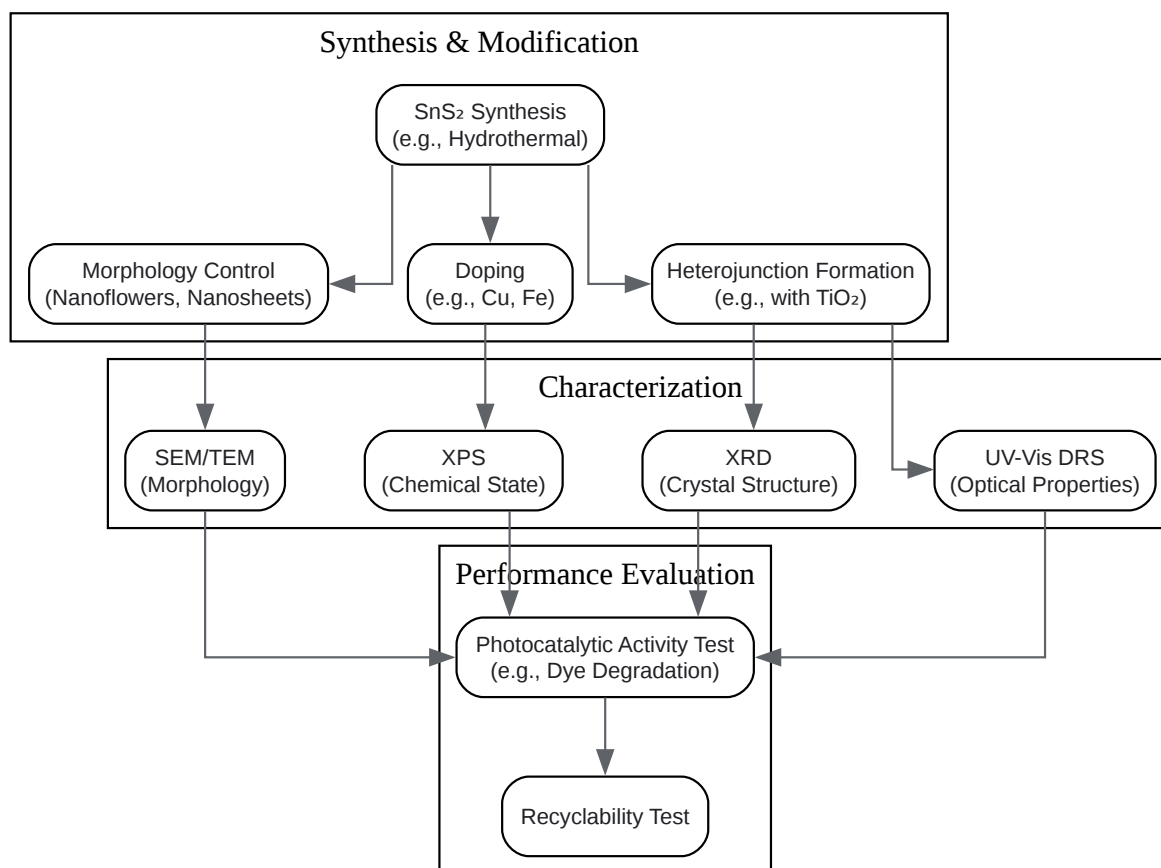 Synthesis & Modification
SnS₂ Synthesis
(e.g., Hydrothermal)
Morphology Control
(Nanoflowers, Nanosheets)
Doping
(e.g., Cu, Fe)
Heterojunction Formation
(e.g., with TiO₂)
Characterization
SEM/TEM
(Morphology)
XPS
(Chemical State)
XRD
(Crystal Structure)
UV-Vis DRS
(Optical Properties)
Performance Evaluation
Photocatalytic Activity Test
(e.g., Dye Degradation)
Recyclability Test